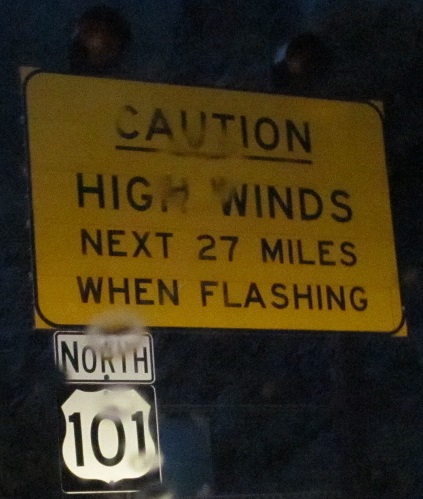 CAUTION
HIGH WINDS
NEXT 27 MILES
WHEN FLASHING
NORTH
101